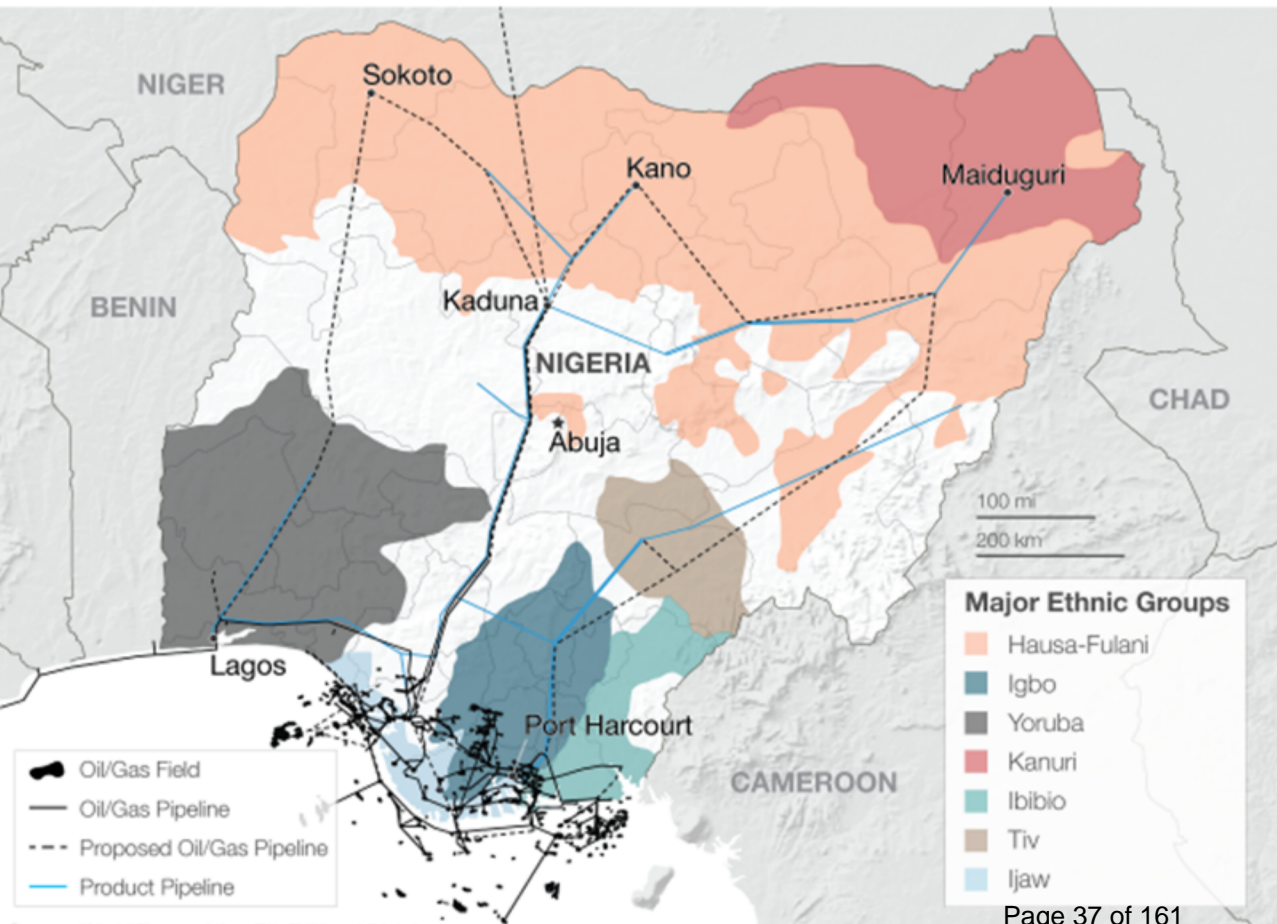 NIGER
Sokoto
Kano
Maiduguri
BENIN
Kaduna
NIGERIA
CHAD
Abuja
100 mi
200 km
Lagos
Port Harcourt
CAMEROON
Major Ethnic Groups
Hausa-Fulani
Igbo
Yoruba
Kanuri
Ibibio
Tiv
Ijaw
Oil/Gas Field
Oil/Gas Pipeline
Proposed Oil/Gas Pipeline
Product Pipeline
Page 37 of 161